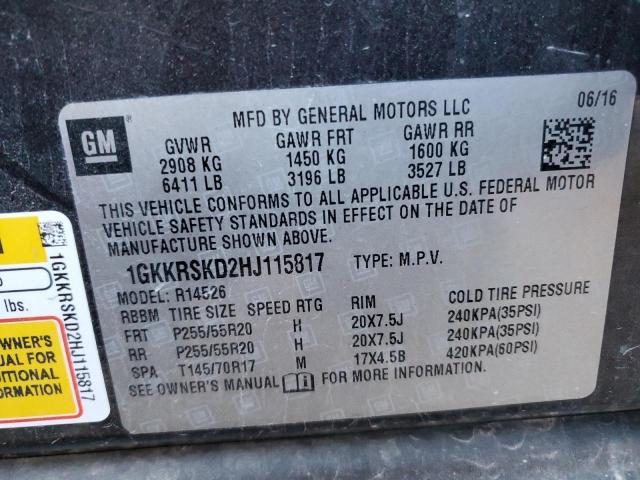 GM
MFD BY GENERAL MOTORS LLC
06/16
GVWR GAWR FRT GAWR RR
2908 KG 1450 KG 1600 KG
6411 LB 3196 LB 3527 LB
THIS VEHICLE CONFORMS TO ALL APPLICABLE U.S. FEDERAL MOTOR
VEHICLE SAFETY STANDARDS IN EFFECT ON THE DATE OF
MANUFACTURE SHOWN ABOVE.
1GKKRSKD2HJ115817 TYPE: M.P.V.
MODEL: R14526
RBBM TIRE SIZE SPEED RTG RIM COLD TIRE PRESSURE
FRT P255/55R20 H 20X7.5J 240KPA(35PSI)
RR P255/55R20 H 20X7.5J 240KPA(35PSI)
SPA T145/70R17 M 17X4.5B 420KPA(60PSI)
SEE OWNER'S MANUAL FOR MORE INFORMATION.
lbs.
OWNER'S
UAL FOR
DITIONAL
ORMATION
1GKKRSKD2HJ115817